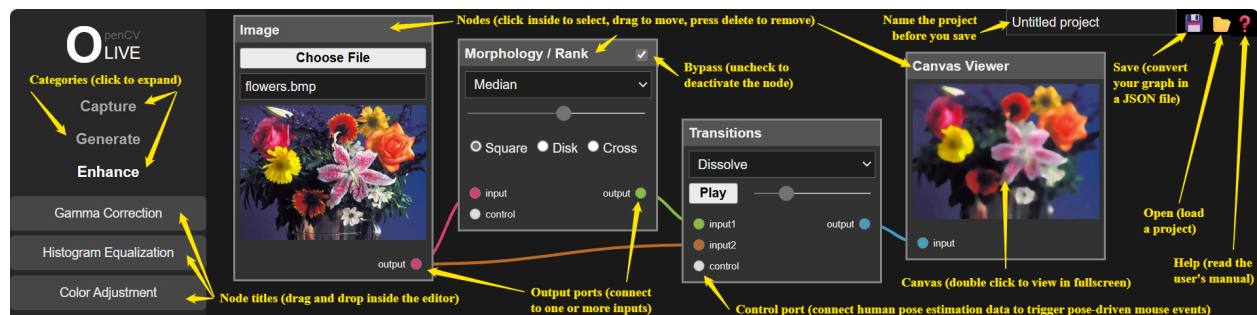 OpenCV
OLIVE
Categories (click to expand)
Capture
Generate
Enhance
Gamma Correction
Histogram Equalization
Color Adjustment
Node titles (drag and drop inside the editor)
Image
Choose File
flowers.bmp
output
Nodes (click inside to select, drag to move, press delete to remove)
Morphology / Rank
Median
Square
Disk
Cross
input
output
control
Bypass (uncheck to
deactivate the node)
Output ports (connect
to one or more inputs)
Transitions
Dissolve
Play
input1
output
input2
control
Control port (connect human pose estimation data to trigger pose-driven mouse events)
Name the project
before you save
Untitled project
Canvas Viewer
input
Canvas (double click to view in fullscreen)
Save (convert
your graph in
a JSON file)
Open (load
a project)
?
Help (read the
user's manual)